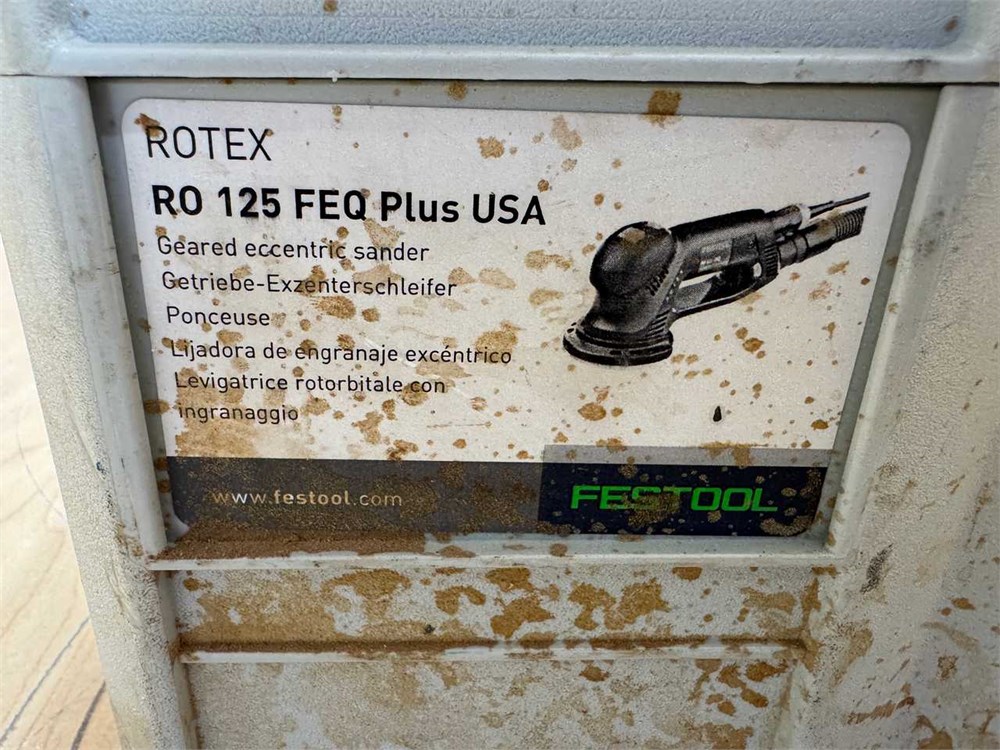 ROTEX
RO 125 FEQ Plus USA
Geared eccentric sander
Getriebe-Exzenterschleifer
Ponceuse
Lijadora de engranaje excéntrico
Levigatrice rotorbitale con
ingranaggio
www.festool.com
FESTOOL